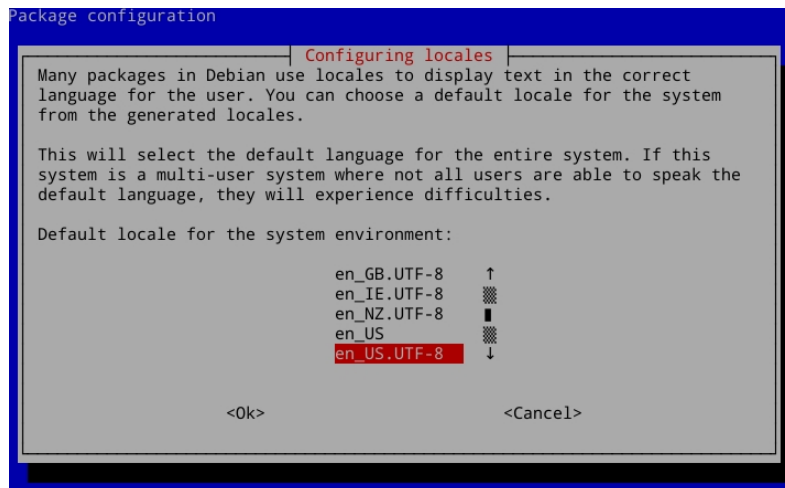 Package configuration
Configuring locales
Many packages in Debian use locales to display text in the correct
language for the user. You can choose a default locale for the system
from the generated locales.
This will select the default language for the entire system. If this
system is a multi-user system where not all users are able to speak the
default language, they will experience difficulties.
Default locale for the system environment:
en_GB.UTF-8
en_IE.UTF-8
en_NZ.UTF-8
en_US
en_US.UTF-8
<Ok> <Cancel>